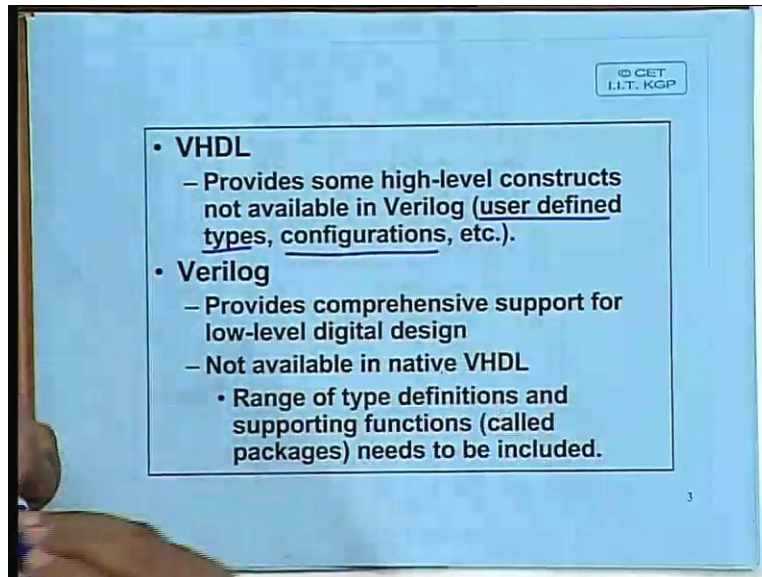 © CET
I.I.T. KGP
• VHDL
– Provides some high-level constructs
not available in Verilog (user defined
types, configurations, etc.).
• Verilog
– Provides comprehensive support for
low-level digital design
– Not available in native VHDL
• Range of type definitions and
supporting functions (called
packages) needs to be included.
3